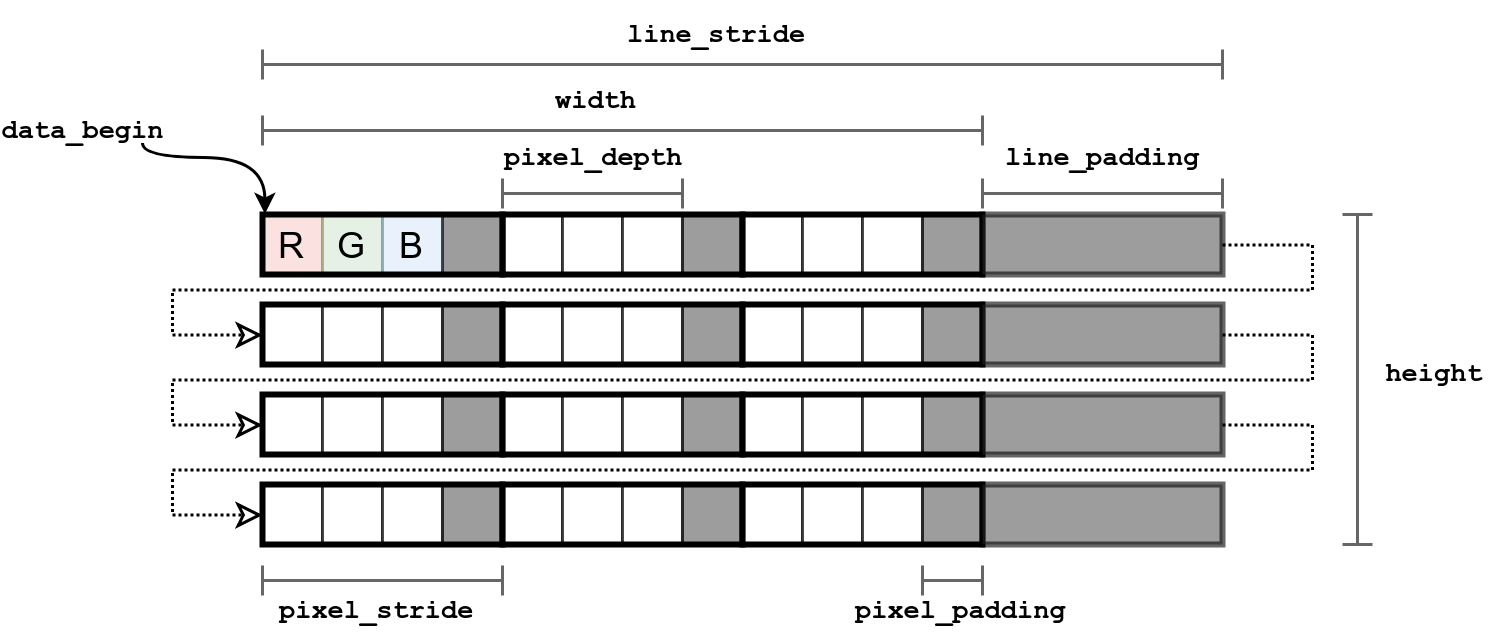 line_stride
width
data_begin
pixel_depth
line_padding
R G B
height
pixel_stride
pixel_padding